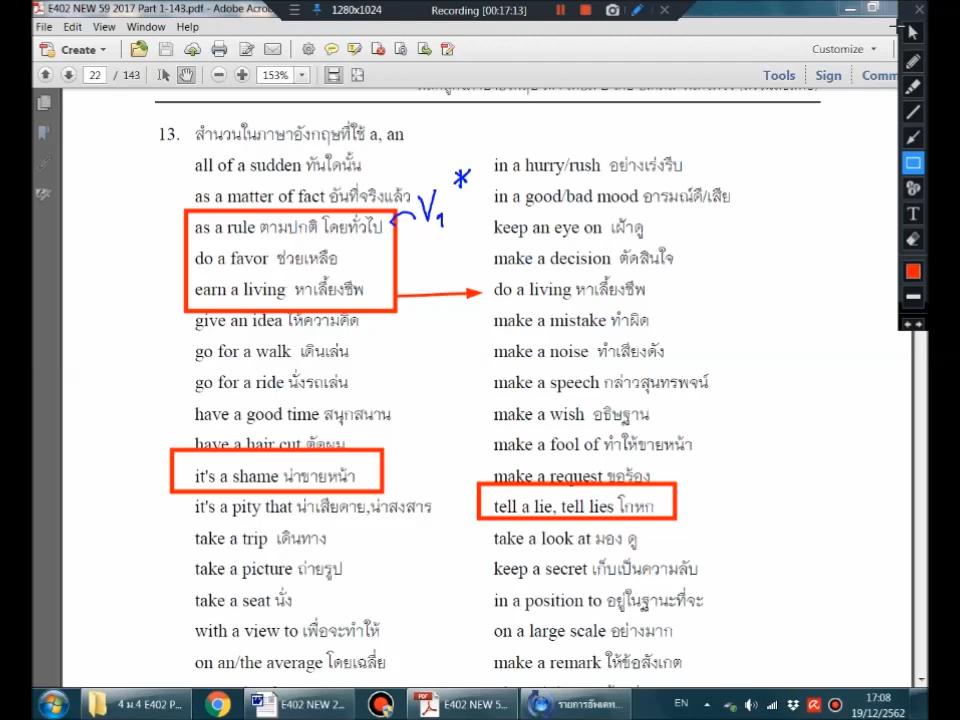 E402 NEW 59 2017 Part 1-143.pdf - Adobe Acro
1280x1024
Recording [00:17:13]
File Edit View Window Help
Create
Customize
22 / 143
153%
Tools Sign Comm
13. สำนวนในภาษาอังกฤษที่ใช้ a, an
all of a sudden ทันใดนั้น
in a hurry/rush อย่างเร่งรีบ
as a matter of fact อันที่จริงแล้ว
in a good/bad mood อารมณ์ดี/เสีย
V1 *
as a rule ตามปกติ โดยทั่วไป
keep an eye on เฝ้าดู
do a favor ช่วยเหลือ
make a decision ตัดสินใจ
earn a living หาเลี้ยงชีพ
do a living หาเลี้ยงชีพ
give an idea ให้ความคิด
make a mistake ทำผิด
go for a walk เดินเล่น
make a noise ทำเสียงดัง
go for a ride นั่งรถเล่น
make a speech กล่าวสุนทรพจน์
have a good time สนุกสนาน
make a wish อธิษฐาน
have a hair cut ตัดผม
make a fool of ทำให้ขายหน้า
it's a shame น่าขายหน้า
make a request ขอร้อง
it's a pity that น่าเสียดาย,น่าสงสาร
tell a lie, tell lies โกหก
take a trip เดินทาง
take a look at มอง ดู
take a picture ถ่ายรูป
keep a secret เก็บเป็นความลับ
take a seat นั่ง
in a position to อยู่ในฐานะที่จะ
with a view to เพื่อจะทำให้
on a large scale อย่างมาก
on an/the average โดยเฉลี่ย
make a remark ให้ข้อสังเกต
4 ม.4 E402 P...
E402 NEW 2...
E402 NEW 5...
รายการอัพเดท...
EN
17:08
19/12/2562